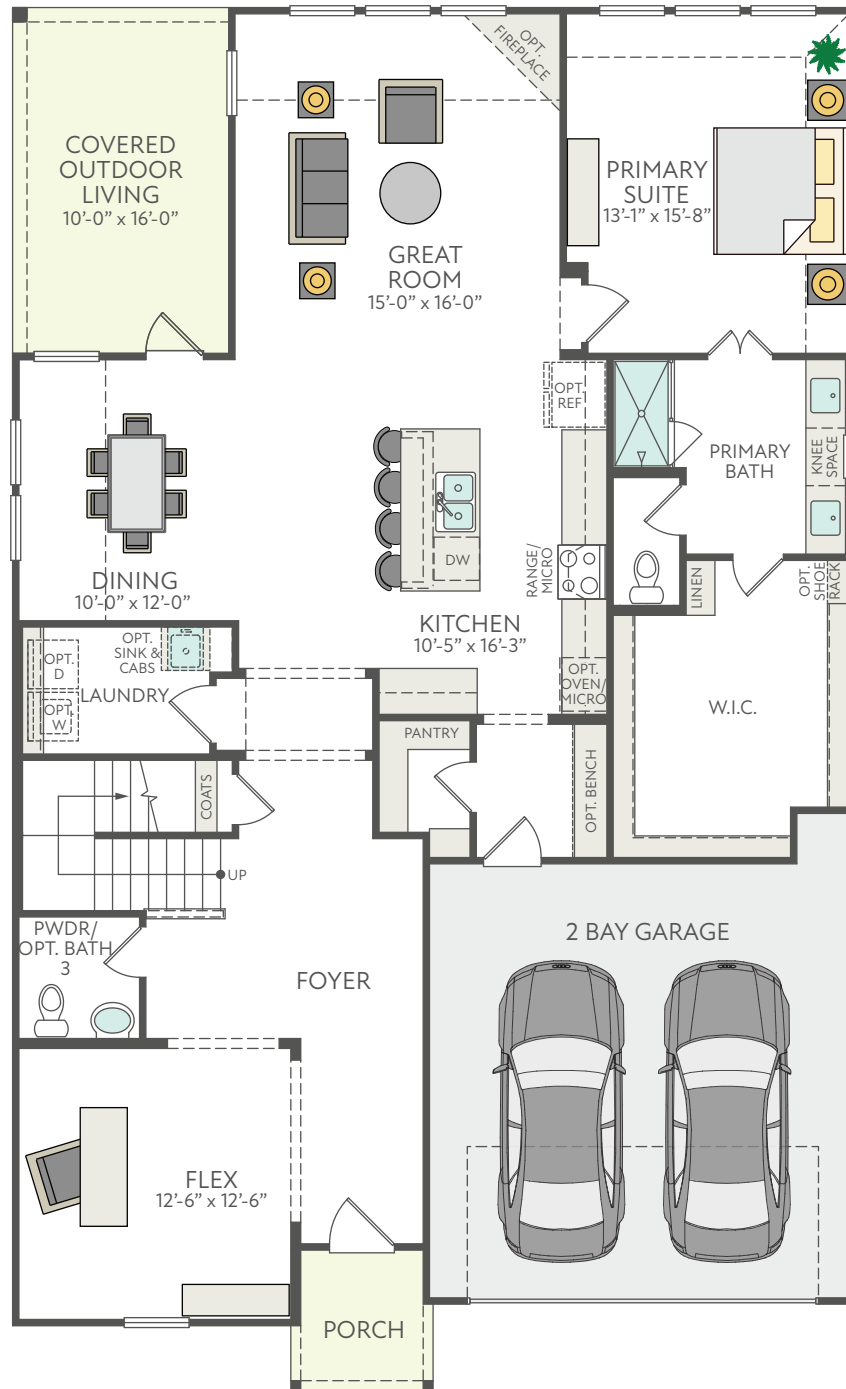 OPT.
FIREPLACE
COVERED
OUTDOOR
LIVING
10’-0” x 16’-0”
PRIMARY
SUITE
13’-1” x 15’-8”
GREAT
ROOM
15’-0” x 16’-0”
OPT.
REF
PRIMARY
BATH
KNEE
SPACE
DW
RANGE/
MICRO
DINING
10’-0” x 12’-0”
LINEN
OPT.
SHOE
RACK
KITCHEN
10’-5” x 16’-3”
OPT.
SINK &
CABS
OPT.
D
LAUNDRY
OPT.
W
OPT.
OVEN/
MICRO
W.I.C.
PANTRY
COATS
OPT. BENCH
UP
PWDR/
OPT. BATH
3
2 BAY GARAGE
FOYER
FLEX
12’-6” x 12’-6”
PORCH